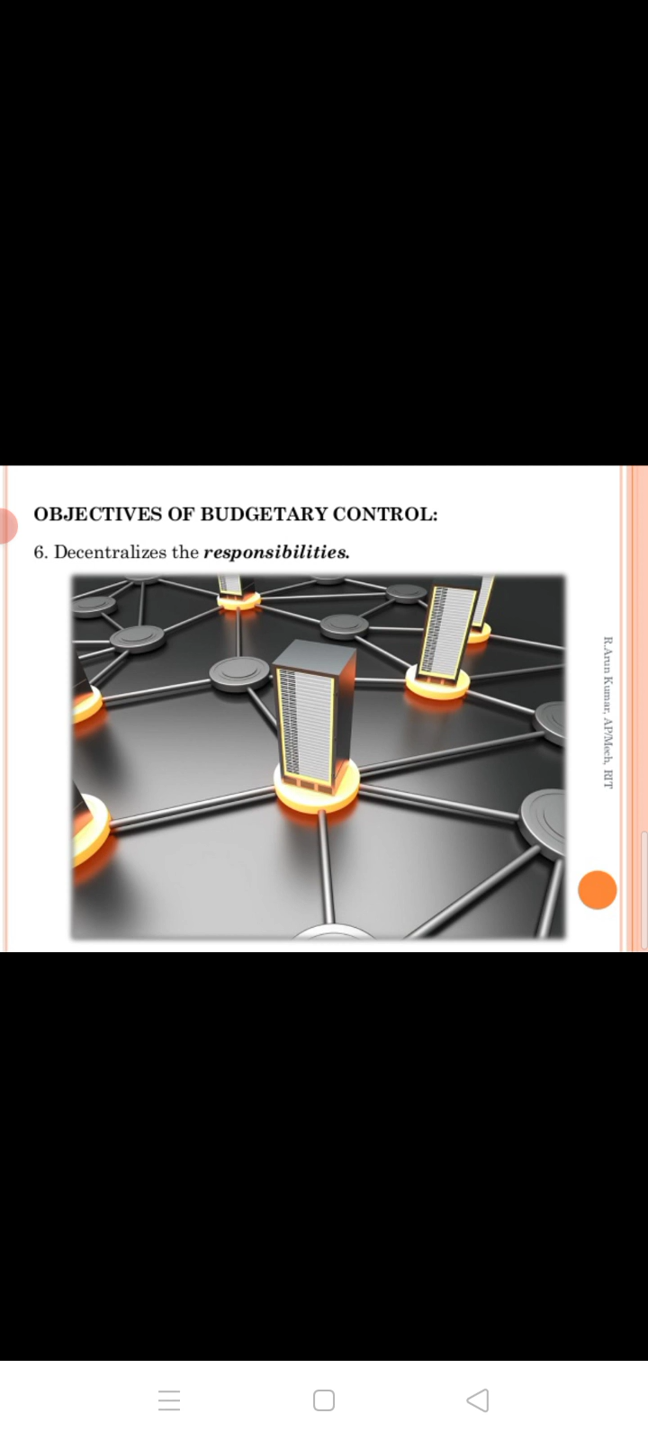 OBJECTIVES OF BUDGETARY CONTROL:
6. Decentralizes the responsibilities.
R.Arun Kumar, AP/Mech, RIT